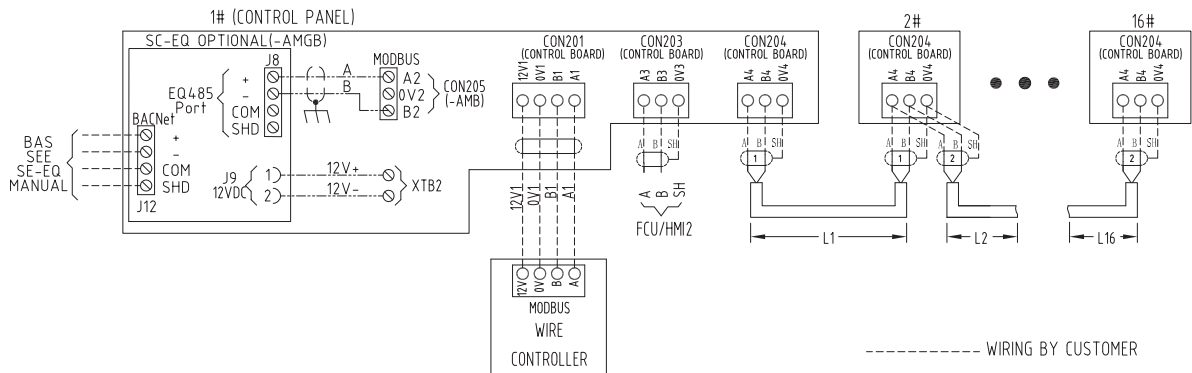 1# (CONTROL PANEL)
2#
16#
SC-EQ OPTIONAL(-AMGB)
J8
MODBUS
+
-
COM
SHD
EQ485
Port
A
B
A2
0V2
B2
CON205
(-AMB)
BACNet
+
-
COM
SHD
J12
BAS
SEE
SE-EQ
MANUAL
J9
12VDC
1
2
12V+
12V-
XTB2
CON201
(CONTROL BOARD)
12V1
0V1
B1
A1
CON203
(CONTROL BOARD)
A3
B3
0V3
CON204
(CONTROL BOARD)
A4
B4
0V4
CON204
(CONTROL BOARD)
A4
B4
0V4
CON204
(CONTROL BOARD)
A4
B4
0V4
A
B
SH
A
B
SH
1
A
B
SH
1
A
B
SH
2
A
B
SH
2
12V1
0V1
B1
A1
A
B
SH
FCU/HMI2
L1
L2
L16
12V
0V
B
A
MODBUS
WIRE
CONTROLLER
WIRING BY CUSTOMER